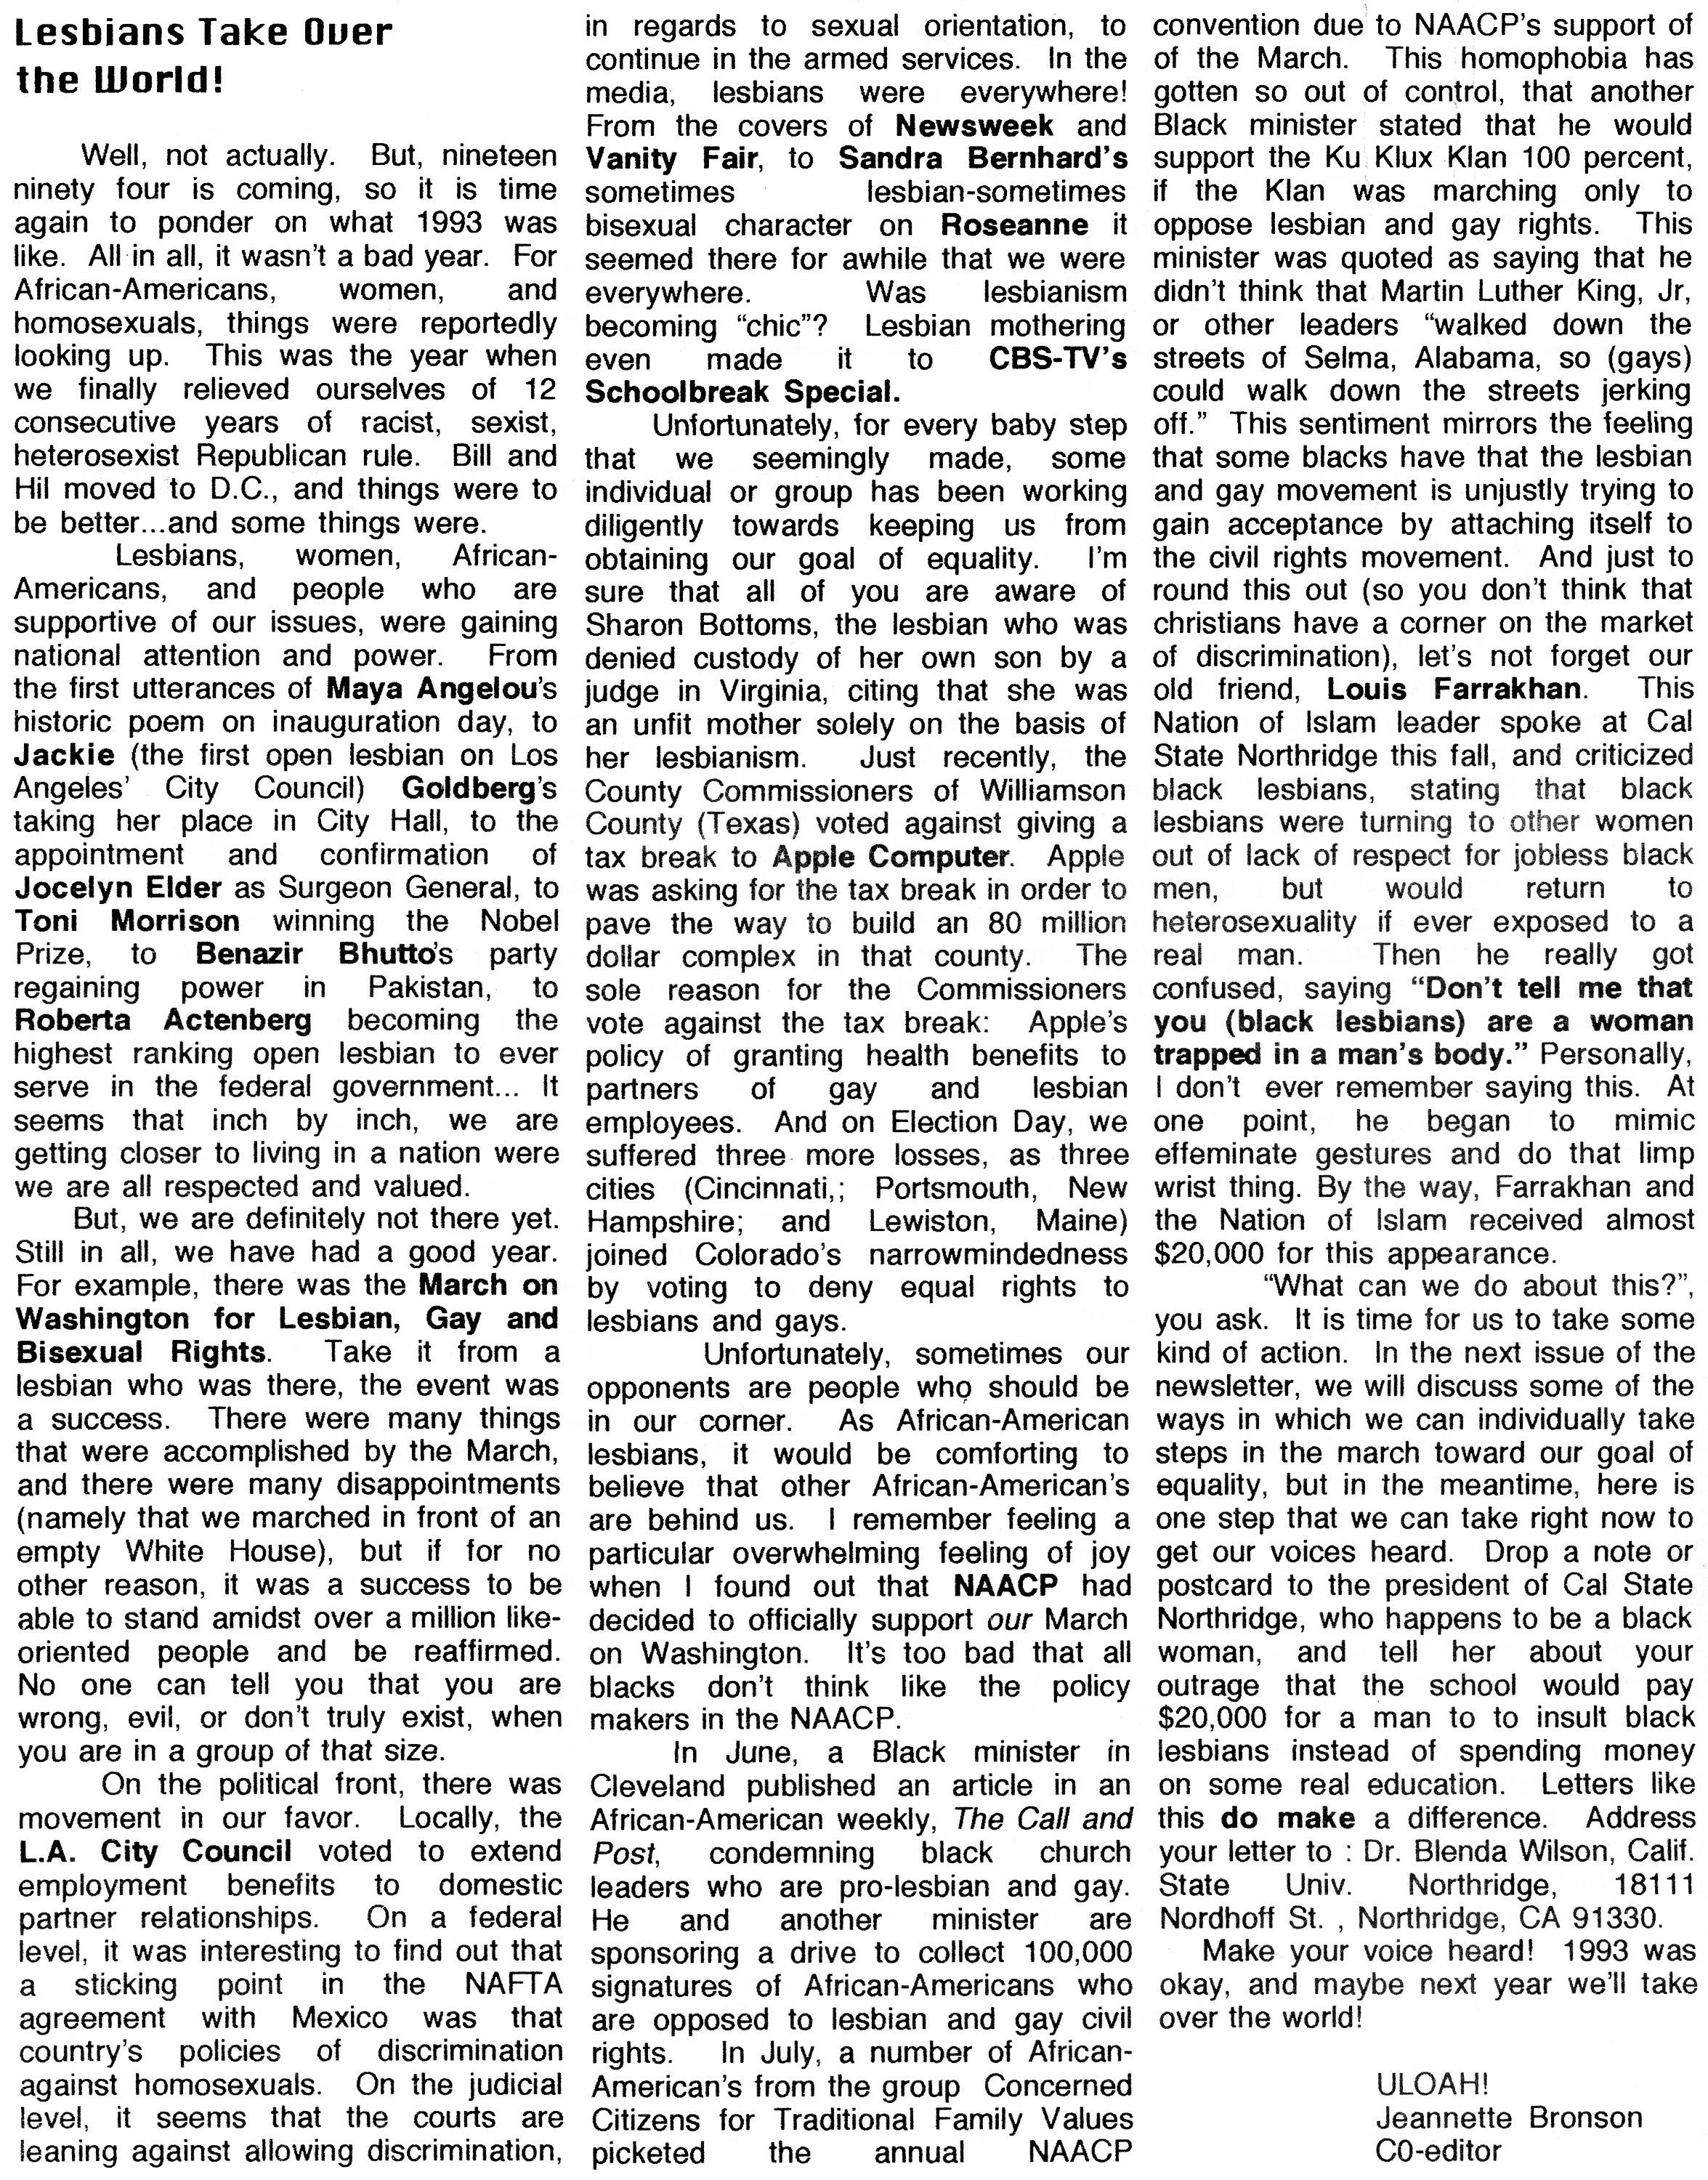 Lesbians Take Over
the World!
Well, not actually. But, nineteen
ninety four is coming, so it is time
again to ponder on what 1993 was
like. All in all, it wasn't a bad year. For
African-Americans, women, and
homosexuals, things were reportedly
looking up. This was the year when
we finally relieved ourselves of 12
consecutive years of racist, sexist,
heterosexist Republican rule. Bill and
Hil moved to D.C., and things were to
be better...and some things were.
Lesbians, women, African-
Americans, and people who are
supportive of our issues, were gaining
national attention and power. From
the first utterances of Maya Angelou's
historic poem on inauguration day, to
Jackie (the first open lesbian on Los
Angeles' City Council) Goldberg's
taking her place in City Hall, to the
appointment and confirmation of
Jocelyn Elder as Surgeon General, to
Toni Morrison winning the Nobel
Prize, to Benazir Bhutto's party
regaining power in Pakistan, to
Roberta Actenberg becoming the
highest ranking open lesbian to ever
serve in the federal government... It
seems that inch by inch, we are
getting closer to living in a nation were
we are all respected and valued.
But, we are definitely not there yet.
Still in all, we have had a good year.
For example, there was the March on
Washington for Lesbian, Gay and
Bisexual Rights. Take it from a
lesbian who was there, the event was
a success. There were many things
that were accomplished by the March,
and there were many disappointments
(namely that we marched in front of an
empty White House), but if for no
other reason, it was a success to be
able to stand amidst over a million like-
oriented people and be reaffirmed.
No one can tell you that you are
wrong, evil, or don't truly exist, when
you are in a group of that size.
On the political front, there was
movement in our favor. Locally, the
L.A. City Council voted to extend
employment benefits to domestic
partner relationships. On a federal
level, it was interesting to find out that
a sticking point in the NAFTA
agreement with Mexico was that
country's policies of discrimination
against homosexuals. On the judicial
level, it seems that the courts are
leaning against allowing discrimination,
in regards to sexual orientation, to
continue in the armed services. In the
media, lesbians were everywhere!
From the covers of Newsweek and
Vanity Fair, to Sandra Bernhard's
sometimes lesbian-sometimes
bisexual character on Roseanne it
seemed there for awhile that we were
everywhere. Was lesbianism
becoming "chic"? Lesbian mothering
even made it to CBS-TV's
Schoolbreak Special.
Unfortunately, for every baby step
that we seemingly made, some
individual or group has been working
diligently towards keeping us from
obtaining our goal of equality. I'm
sure that all of you are aware of
Sharon Bottoms, the lesbian who was
denied custody of her own son by a
judge in Virginia, citing that she was
an unfit mother solely on the basis of
her lesbianism. Just recently, the
County Commissioners of Williamson
County (Texas) voted against giving a
tax break to Apple Computer. Apple
was asking for the tax break in order to
pave the way to build an 80 million
dollar complex in that county. The
sole reason for the Commissioners
vote against the tax break: Apple's
policy of granting health benefits to
partners of gay and lesbian
employees. And on Election Day, we
suffered three more losses, as three
cities (Cincinnati,; Portsmouth, New
Hampshire; and Lewiston, Maine)
joined Colorado's narrowmindedness
by voting to deny equal rights to
lesbians and gays.
Unfortunately, sometimes our
opponents are people who should be
in our corner. As African-American
lesbians, it would be comforting to
believe that other African-American's
are behind us. I remember feeling a
particular overwhelming feeling of joy
when I found out that NAACP had
decided to officially support our March
on Washington. It's too bad that all
blacks don't think like the policy
makers in the NAACP.
In June, a Black minister in
Cleveland published an article in an
African-American weekly, The Call and
Post, condemning black church
leaders who are pro-lesbian and gay.
He and another minister are
sponsoring a drive to collect 100,000
signatures of African-Americans who
are opposed to lesbian and gay civil
rights. In July, a number of African-
American's from the group Concerned
Citizens for Traditional Family Values
picketed the annual NAACP
convention due to NAACP's support of
of the March. This homophobia has
gotten so out of control, that another
Black minister stated that he would
support the Ku Klux Klan 100 percent,
if the Klan was marching only to
oppose lesbian and gay rights. This
minister was quoted as saying that he
didn't think that Martin Luther King, Jr,
or other leaders "walked down the
streets of Selma, Alabama, so (gays)
could walk down the streets jerking
off." This sentiment mirrors the feeling
that some blacks have that the lesbian
and gay movement is unjustly trying to
gain acceptance by attaching itself to
the civil rights movement. And just to
round this out (so you don't think that
christians have a corner on the market
of discrimination), let's not forget our
old friend, Louis Farrakhan. This
Nation of Islam leader spoke at Cal
State Northridge this fall, and criticized
black lesbians, stating that black
lesbians were turning to other women
out of lack of respect for jobless black
men, but would return to
heterosexuality if ever exposed to a
real man. Then he really got
confused, saying "Don't tell me that
you (black lesbians) are a woman
trapped in a man's body." Personally,
I don't ever remember saying this. At
one point, he began to mimic
effeminate gestures and do that limp
wrist thing. By the way, Farrakhan and
the Nation of Islam received almost
$20,000 for this appearance.
"What can we do about this?",
you ask. It is time for us to take some
kind of action. In the next issue of the
newsletter, we will discuss some of the
ways in which we can individually take
steps in the march toward our goal of
equality, but in the meantime, here is
one step that we can take right now to
get our voices heard. Drop a note or
postcard to the president of Cal State
Northridge, who happens to be a black
woman, and tell her about your
outrage that the school would pay
$20,000 for a man to to insult black
lesbians instead of spending money
on some real education. Letters like
this do make a difference. Address
your letter to : Dr. Blenda Wilson, Calif.
State Univ. Northridge, 18111
Nordhoff St. , Northridge, CA 91330.
Make your voice heard! 1993 was
okay, and maybe next year we'll take
over the world!
ULOAH!
Jeannette Bronson
CO-editor